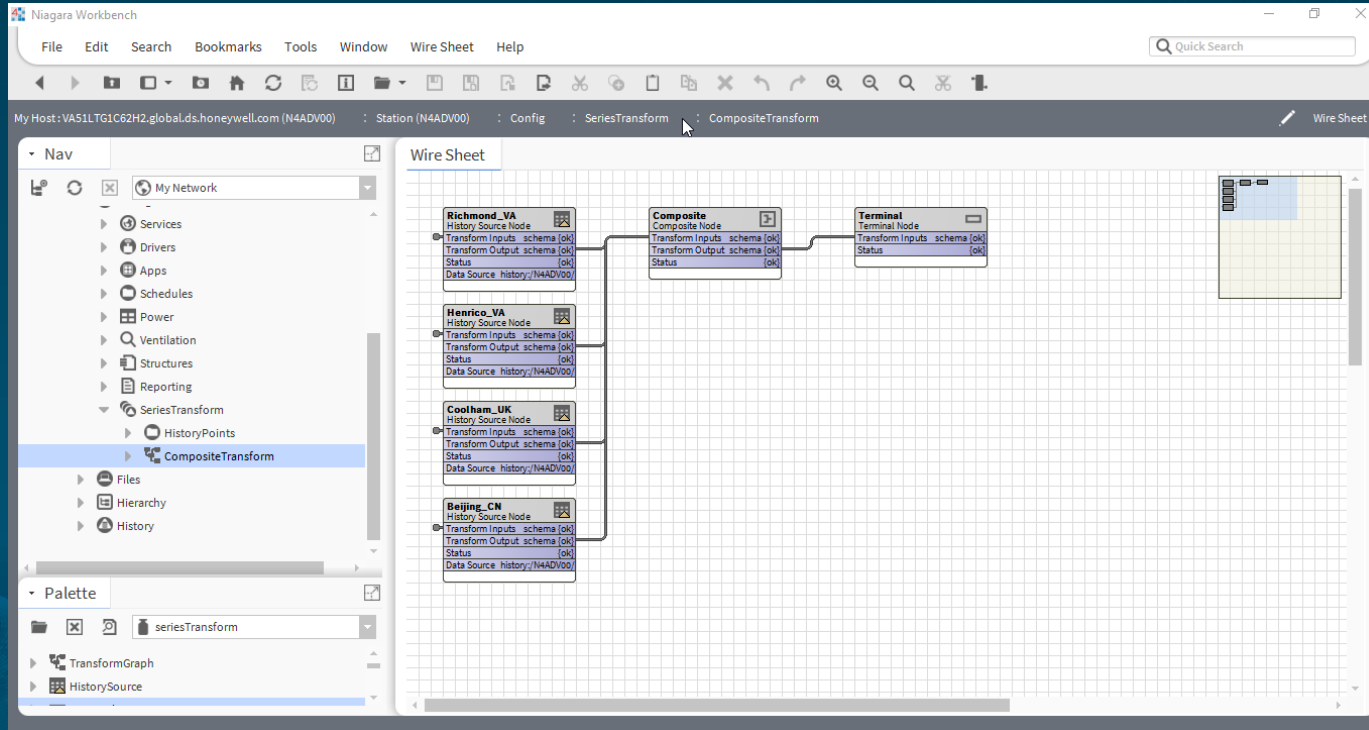 Niagara Workbench
File Edit Search Bookmarks Tools Window Wire Sheet Help
Quick Search
My Host : VA51LTG1C62H2.global.ds.honeywell.com (N4ADV00) : Station (N4ADV00) : Config : SeriesTransform : CompositeTransform
Wire Sheet
Nav
My Network
Services
Drivers
Apps
Schedules
Power
Ventilation
Structures
Reporting
SeriesTransform
HistoryPoints
CompositeTransform
Files
Hierarchy
History
Palette
seriesTransform
TransformGraph
HistorySource
Wire Sheet
Richmond_VA
History Source Node
Transform Inputs schema {ok}
Transform Output schema {ok}
Status {ok}
Data Source history:/N4ADV00/
Henrico_VA
History Source Node
Transform Inputs schema {ok}
Transform Output schema {ok}
Status {ok}
Data Source history:/N4ADV00/
Coolham_UK
History Source Node
Transform Inputs schema {ok}
Transform Output schema {ok}
Status {ok}
Data Source history:/N4ADV00/
Beijing_CN
History Source Node
Transform Inputs schema {ok}
Transform Output schema {ok}
Status {ok}
Data Source history:/N4ADV00/
Composite
Composite Node
Transform Inputs schema {ok}
Transform Output schema {ok}
Status {ok}
Terminal
Terminal Node
Transform Inputs schema {ok}
Status {ok}